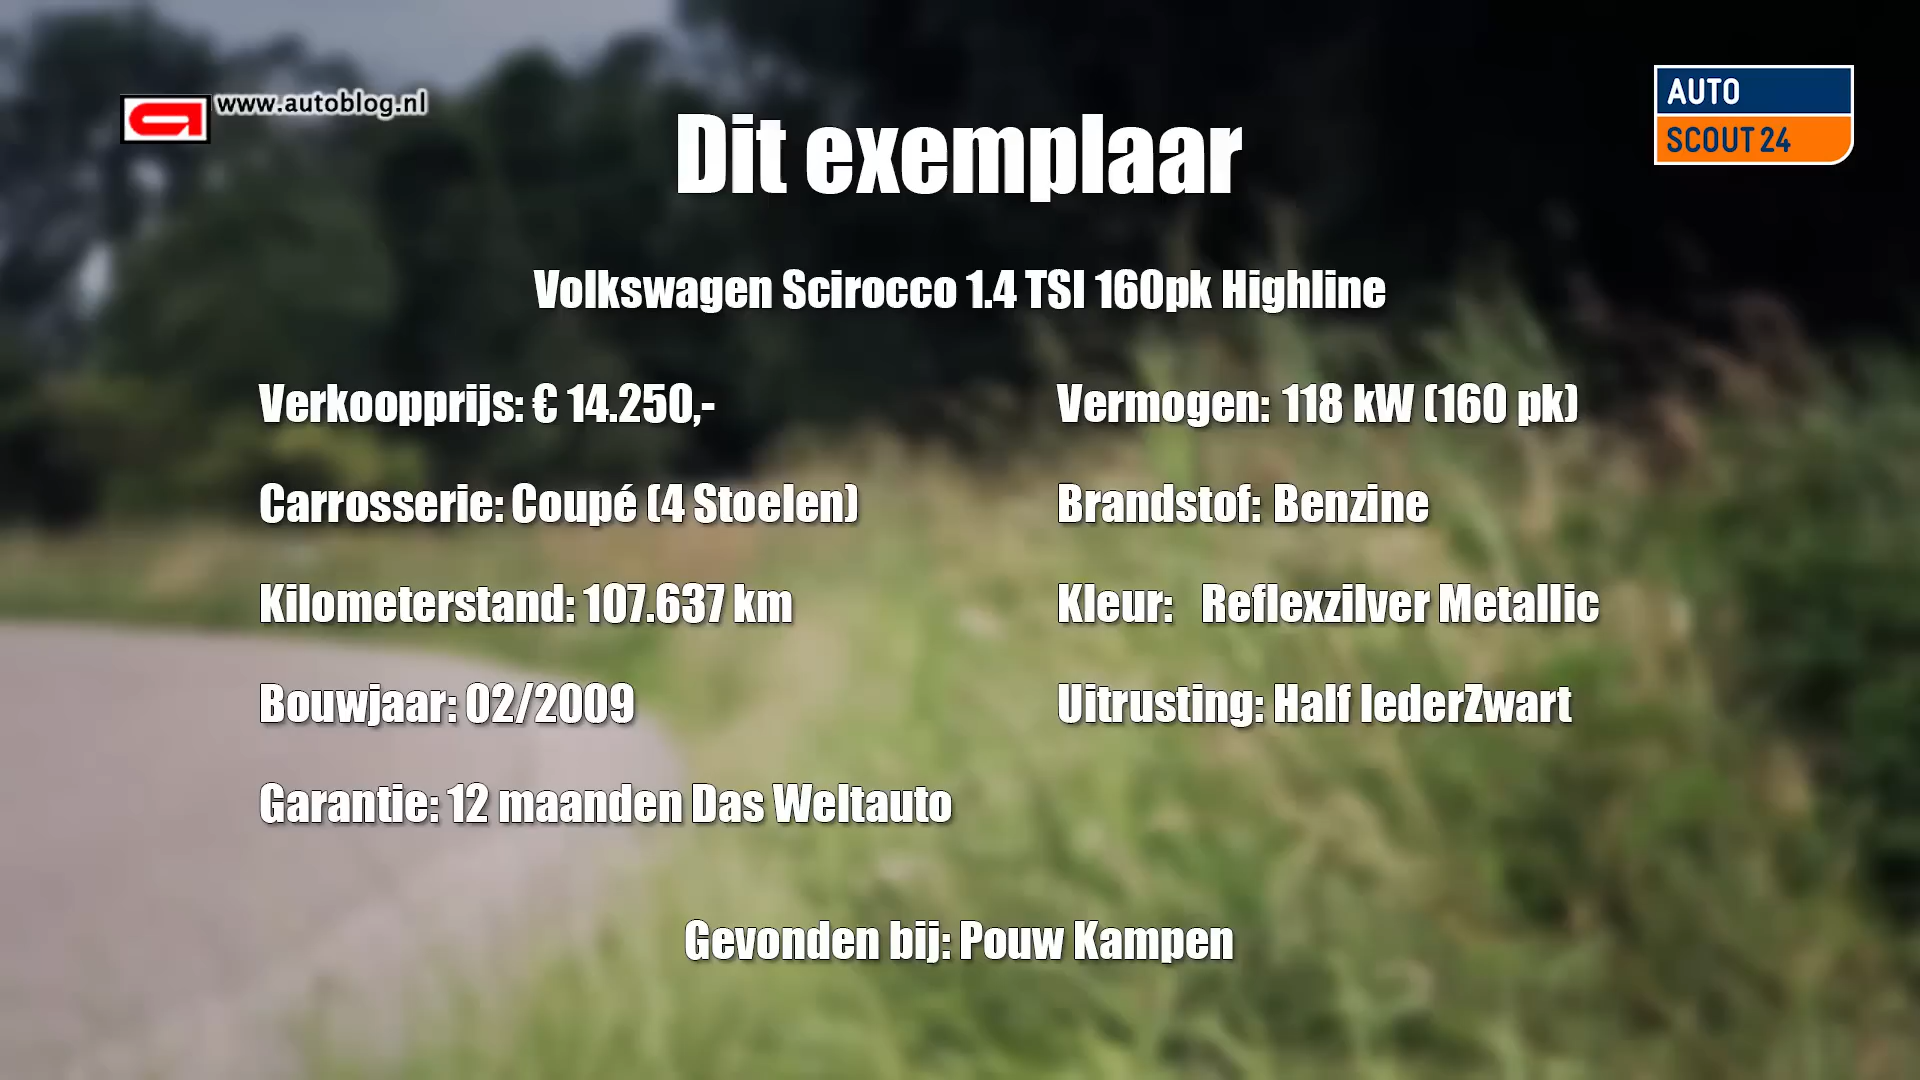 www.autoblog.nl
AUTO
SCOUT 24
Dit exemplaar
Volkswagen Scirocco 1.4 TSI 160pk Highline
Verkoopprijs: € 14.250,-
Carrosserie: Coupé (4 Stoelen)
Kilometerstand: 107.637 km
Bouwjaar: 02/2009
Garantie: 12 maanden Das Weltauto
Vermogen: 118 kW (160 pk)
Brandstof: Benzine
Kleur: Reflexzilver Metallic
Uitrusting: Half lederZwart
Gevonden bij: Pouw Kampen